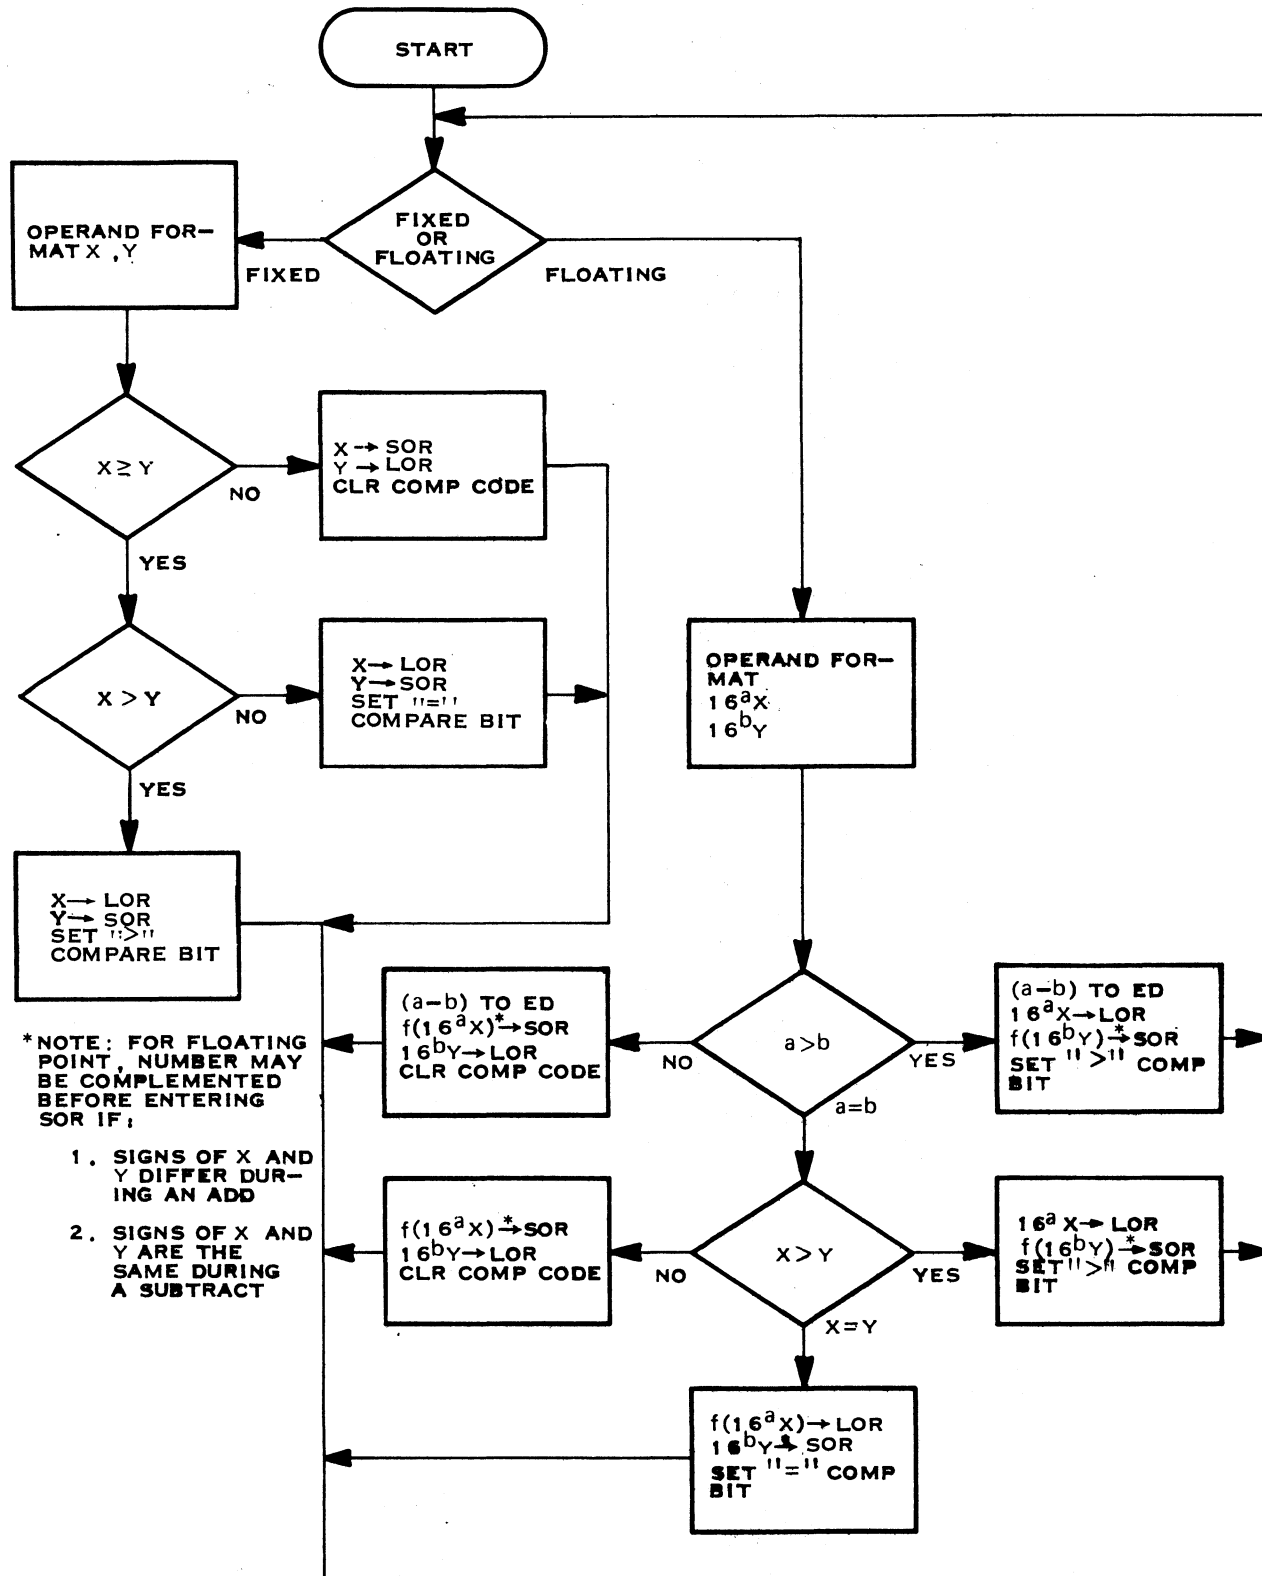 START
FIXED
OR
FLOATING
FIXED
FLOATING
OPERAND FOR-
MAT X , Y
X ≥ Y
NO
YES
X → SOR
Y → LOR
CLR COMP CODE
X > Y
NO
YES
X → LOR
Y → SOR
SET "="
COMPARE BIT
X → LOR
Y → SOR
SET ">"
COMPARE BIT
OPERAND FOR-
MAT
16ᵃX
16ᵇY
a>b
NO
YES
a=b
(a-b) TO ED
f(16ᵃX)*→SOR
16ᵇY→LOR
CLR COMP CODE
(a-b) TO ED
16ᵃX→LOR
f(16ᵇY)*→SOR
SET ">" COMP
BIT
X>Y
NO
YES
X=Y
f(16ᵃX)*→SOR
16ᵇY→LOR
CLR COMP CODE
16ᵃ X→LOR
f(16ᵇY)*→SOR
SET ">" COMP
BIT
f(16ᵃX)→LOR
16ᵇY→ SOR
SET "=" COMP
BIT
*NOTE: FOR FLOATING
POINT, NUMBER MAY
BE COMPLEMENTED
BEFORE ENTERING
SOR IF:
1. SIGNS OF X AND
Y DIFFER DUR-
ING AN ADD
2. SIGNS OF X AND
Y ARE THE
SAME DURING
A SUBTRACT